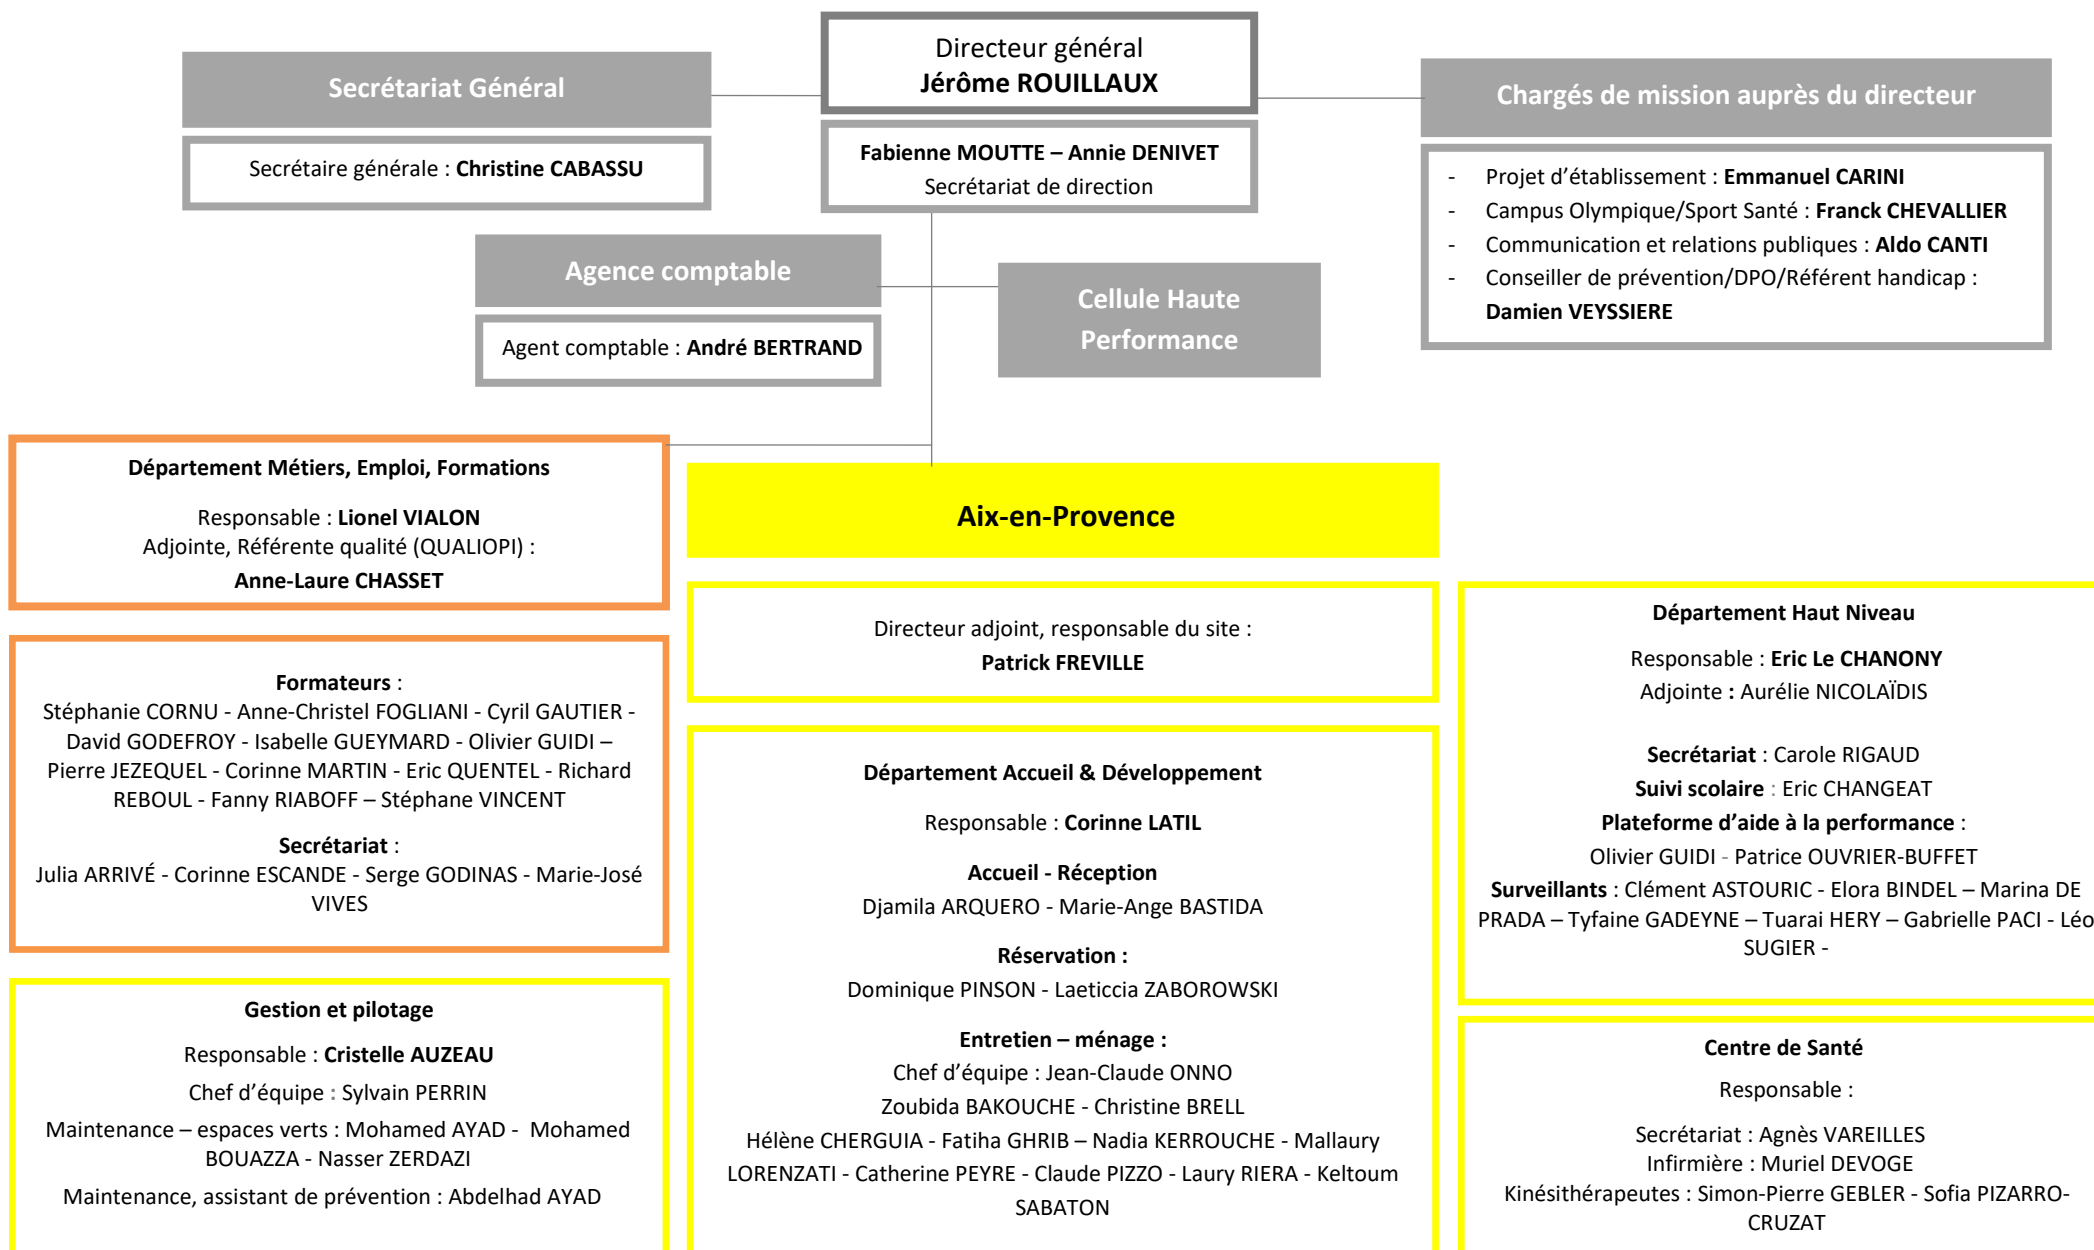 Directeur général
Jérôme ROUILLAUX
Fabienne MOUTTE – Annie DENIVET
Secrétariat de direction
Secrétariat Général
Secrétaire générale : Christine CABASSU
Chargés de mission auprès du directeur
- Projet d'établissement : Emmanuel CARINI
- Campus Olympique/Sport Santé : Franck CHEVALLIER
- Communication et relations publiques : Aldo CANTI
- Conseiller de prévention/DPO/Référent handicap :
Damien VEYSSIERE
Agence comptable
Agent comptable : André BERTRAND
Cellule Haute
Performance
Département Métiers, Emploi, Formations
Responsable : Lionel VIALON
Adjointe, Référente qualité (QUALIOPI) :
Anne-Laure CHASSET
Formateurs :
Stéphanie CORNU - Anne-Christel FOGLIANI - Cyril GAUTIER -
David GODEFROY - Isabelle GUEYMARD - Olivier GUIDI –
Pierre JEZEQUEL - Corinne MARTIN - Eric QUENTEL - Richard
REBOUL - Fanny RIABOFF – Stéphane VINCENT
Secrétariat :
Julia ARRIVÉ - Corinne ESCANDE - Serge GODINAS - Marie-José
VIVES
Gestion et pilotage
Responsable : Cristelle AUZEAU
Chef d'équipe : Sylvain PERRIN
Maintenance – espaces verts : Mohamed AYAD - Mohamed
BOUAZZA - Nasser ZERDAZI
Maintenance, assistant de prévention : Abdelhad AYAD
Aix-en-Provence
Directeur adjoint, responsable du site :
Patrick FREVILLE
Département Accueil & Développement
Responsable : Corinne LATIL
Accueil - Réception
Djamila ARQUERO - Marie-Ange BASTIDA
Réservation :
Dominique PINSON - Laeticcia ZABOROWSKI
Entretien – ménage :
Chef d'équipe : Jean-Claude ONNO
Zoubida BAKOUCHE - Christine BRELL
Hélène CHERGUIA - Fatiha GHRIB – Nadia KERROUCHE - Mallaury
LORENZATI - Catherine PEYRE - Claude PIZZO - Laury RIERA - Keltoum
SABATON
Département Haut Niveau
Responsable : Eric Le CHANONY
Adjointe : Aurélie NICOLAÏDIS
Secrétariat : Carole RIGAUD
Suivi scolaire : Eric CHANGEAT
Plateforme d'aide à la performance :
Olivier GUIDI - Patrice OUVRIER-BUFFET
Surveillants : Clément ASTOURIC - Elora BINDEL – Marina DE
PRADA – Tyfaine GADEYNE – Tuarai HERY – Gabrielle PACI - Léo
SUGIER -
Centre de Santé
Responsable :
Secrétariat : Agnès VAREILLES
Infirmière : Muriel DEVOGE
Kinésithérapeutes : Simon-Pierre GEBLER - Sofia PIZARRO-
CRUZAT